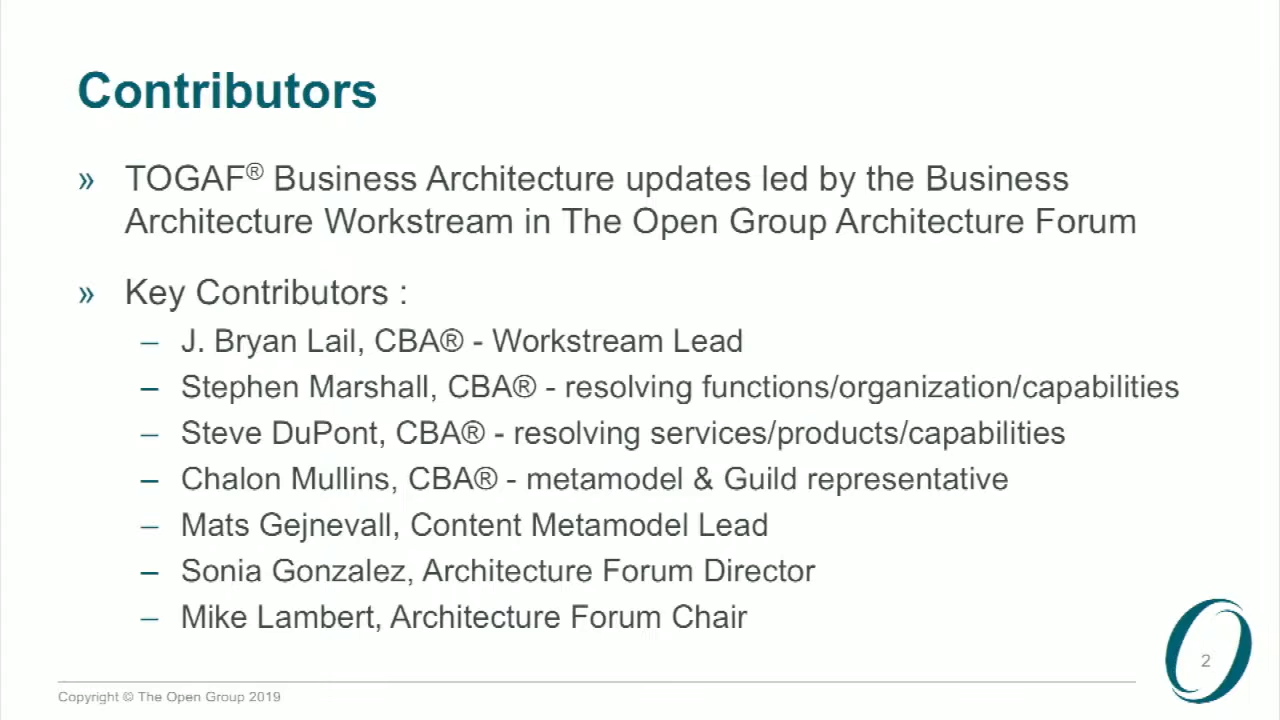 Contributors
» TOGAF® Business Architecture updates led by the Business
Architecture Workstream in The Open Group Architecture Forum
» Key Contributors :
– J. Bryan Lail, CBA® - Workstream Lead
– Stephen Marshall, CBA® - resolving functions/organization/capabilities
– Steve DuPont, CBA® - resolving services/products/capabilities
– Chalon Mullins, CBA® - metamodel & Guild representative
– Mats Gejnevall, Content Metamodel Lead
– Sonia Gonzalez, Architecture Forum Director
– Mike Lambert, Architecture Forum Chair
2
Copyright © The Open Group 2019